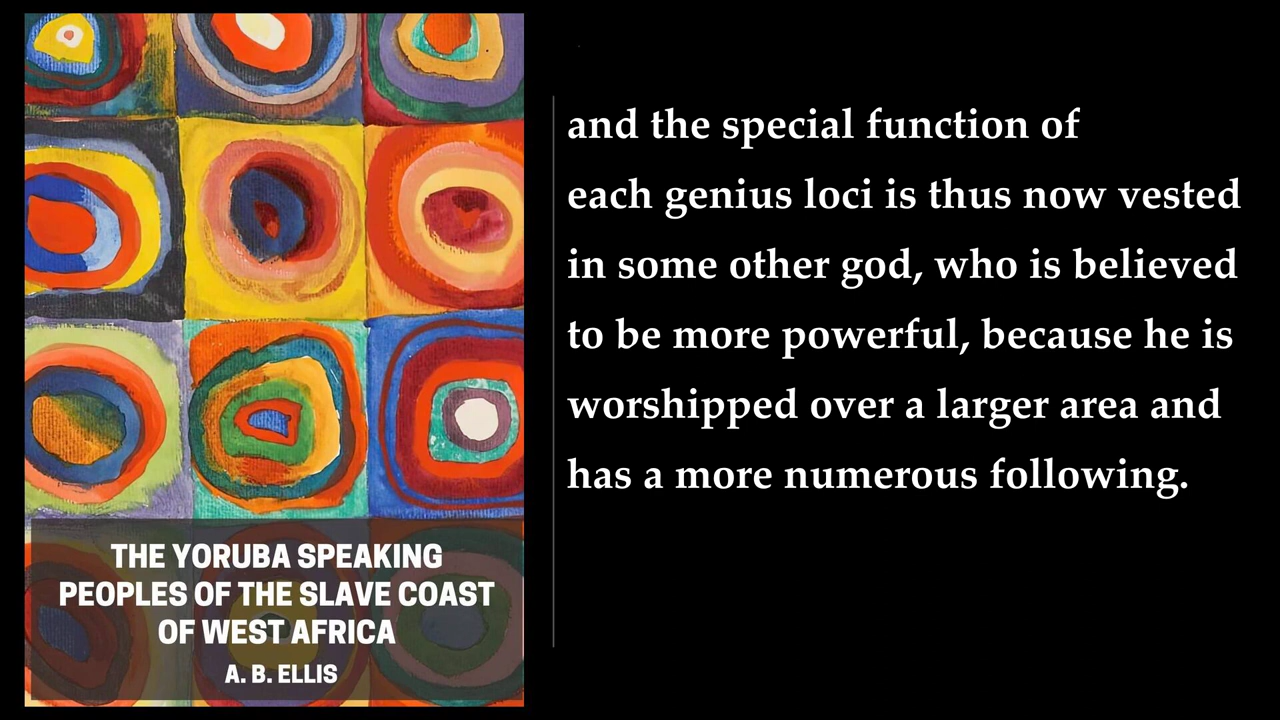 THE YORUBA SPEAKING
PEOPLES OF THE SLAVE COAST
OF WEST AFRICA
A. B. ELLIS
and the special function of
each genius loci is thus now vested
in some other god, who is believed
to be more powerful, because he is
worshipped over a larger area and
has a more numerous following.